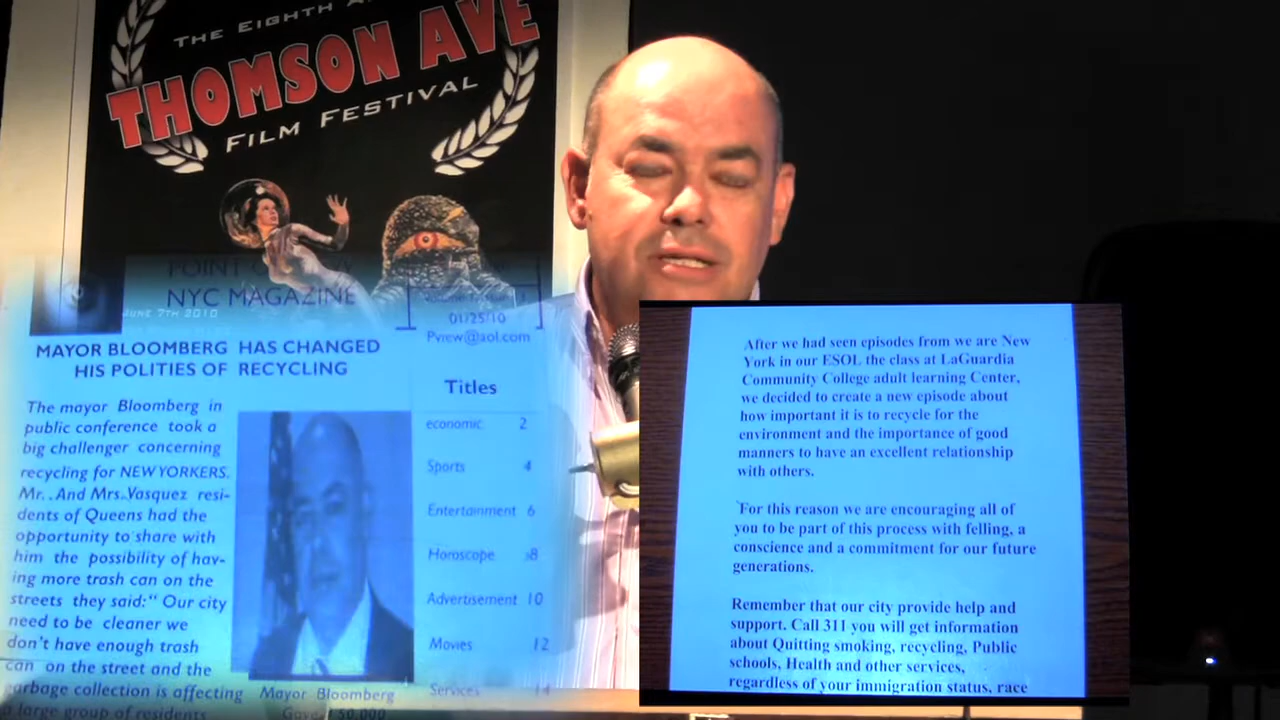 THE EIGHTH A
THOMSON AVE
FILM FESTIVAL
POINT O
NYC MAGAZINE
JUNE 7TH 2010
01/25/10
Pvrew@aol.com
MAYOR BLOOMBERG HAS CHANGED
HIS POLITIES OF RECYCLING
The mayor Bloomberg in
public conference took a
big challenger concerning
recycling for NEW YORKERS.
Mr. .And Mrs..Vasquez resi-
dents of Queens had the
opportunity to share with
him the possibility of hav-
ing more trash can on the
streets they said:" Our city
need to be cleaner we
don't have enough trash
can on the street and the
garbage collection is affecting
a large group of residents
Mayor Bloomberg
Titles
economic 2
Sports 4
Entertainment 6
Horoscope 8
Advertisement 10
Movies 12
Services 14
After we had seen episodes from we are New
York in our ESOL the class at LaGuardia
Community College adult learning Center,
we decided to create a new episode about
how important it is to recycle for the
environment and the importance of good
manners to have an excellent relationship
with others.
For this reason we are encouraging all of
you to be part of this process with felling, a
conscience and a commitment for our future
generations.
Remember that our city provide help and
support. Call 311 you will get information
about Quitting smoking, recycling, Public
schools, Health and other services,
regardless of your immigration status, race